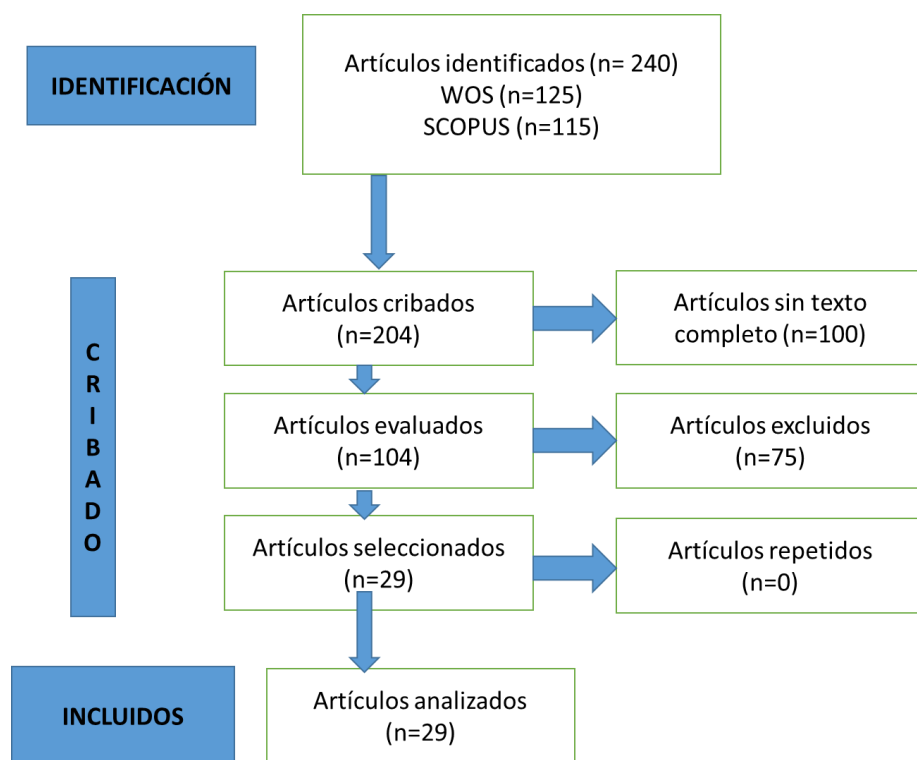 IDENTIFICACIÓN
Artículos identificados (n= 240)
WOS (n=125)
SCOPUS (n=115)
CRIBADO
Artículos cribados
(n=204)
Artículos sin texto
completo (n=100)
Artículos evaluados
(n=104)
Artículos excluidos
(n=75)
Artículos seleccionados
(n=29)
Artículos repetidos
(n=0)
INCLUIDOS
Artículos analizados
(n=29)